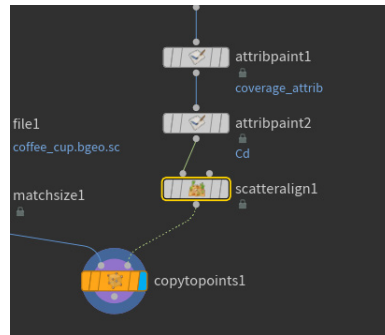 attribpaint1
coverage_attrib
file1
attribpaint2
coffee_cup.bgeo.sc
Cd
matchsize1
scatteralign1
copytopoints1